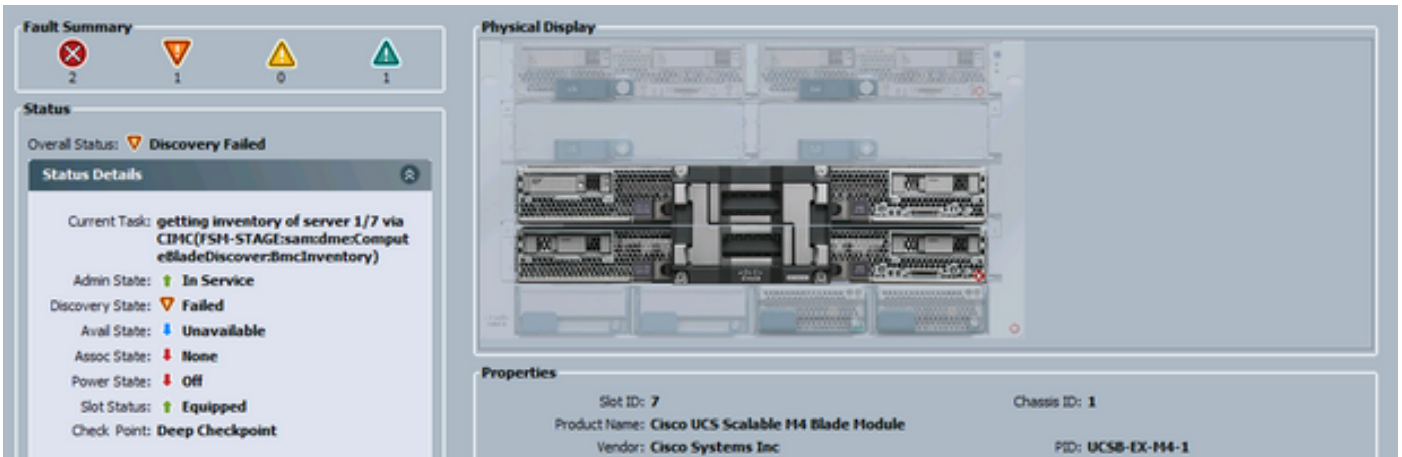 Fault Summary
2 1 0 1
Status
Overall Status: Discovery Failed
Status Details
Current Task: getting inventory of server 1/7 via
CIMC(FSM-STAGE:sam:dme:Comput
eBladeDiscover:BmcInventory)
Admin State: In Service
Discovery State: Failed
Avail State: Unavailable
Assoc State: None
Power State: Off
Slot Status: Equipped
Check Point: Deep Checkpoint
Physical Display
Properties
Slot ID: 7 Chassis ID: 1
Product Name: Cisco UCS Scalable M4 Blade Module
Vendor: Cisco Systems Inc PID: UCSB-EX-M4-1